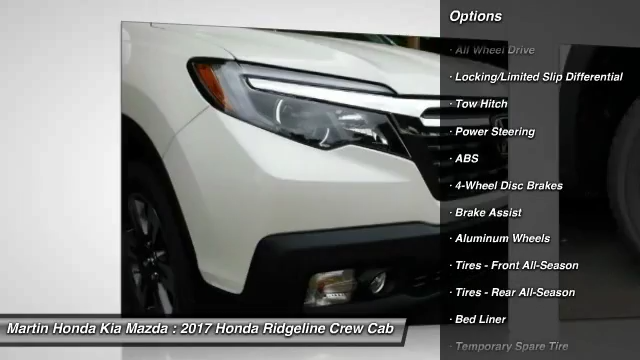 Options
· All Wheel Drive
· Locking/Limited Slip Differential
· Tow Hitch
· Power Steering
· ABS
· 4-Wheel Disc Brakes
· Brake Assist
· Aluminum Wheels
· Tires - Front All-Season
· Tires - Rear All-Season
· Bed Liner
· Temporary Spare Tire
Martin Honda Kia Mazda : 2017 Honda Ridgeline Crew Cab